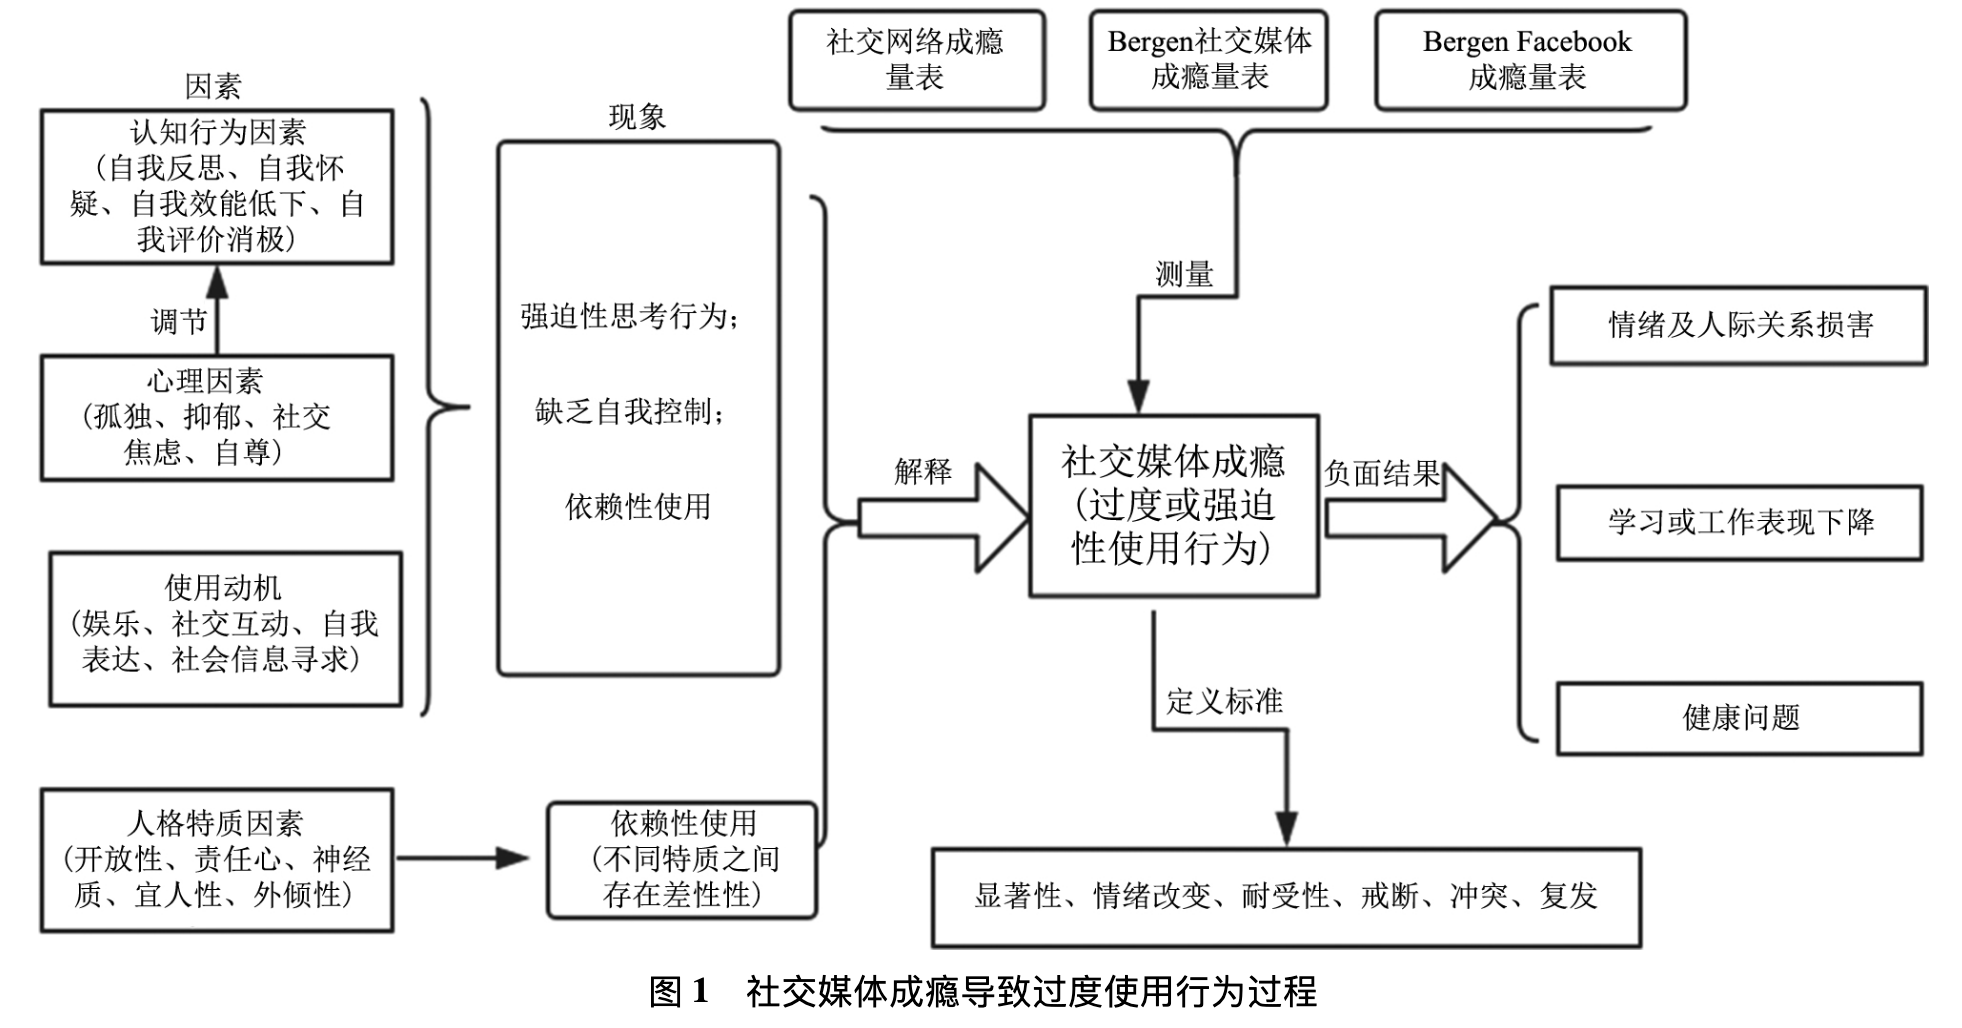 社交网络成瘾
量表
Bergen社交媒体
成瘾量表
Bergen Facebook
成瘾量表
因素
认知行为因素
（自我反思、自我怀
疑、自我效能低下、自
我评价消极）
调节
心理因素
（孤独、抑郁、社交
焦虑、自尊）
使用动机
（娱乐、社交互动、自我
表达、社会信息寻求）
人格特质因素
（开放性、责任心、神经
质、宜人性、外倾性）
现象
强迫性思考行为；
缺乏自我控制；
依赖性使用
依赖性使用
（不同特质之间
存在差性性）
解释
测量
社交媒体成瘾
（过度或强迫
性使用行为）
负面结果
情绪及人际关系损害
学习或工作表现下降
健康问题
定义标准
显著性、情绪改变、耐受性、戒断、冲突、复发
图 1　社交媒体成瘾导致过度使用行为过程